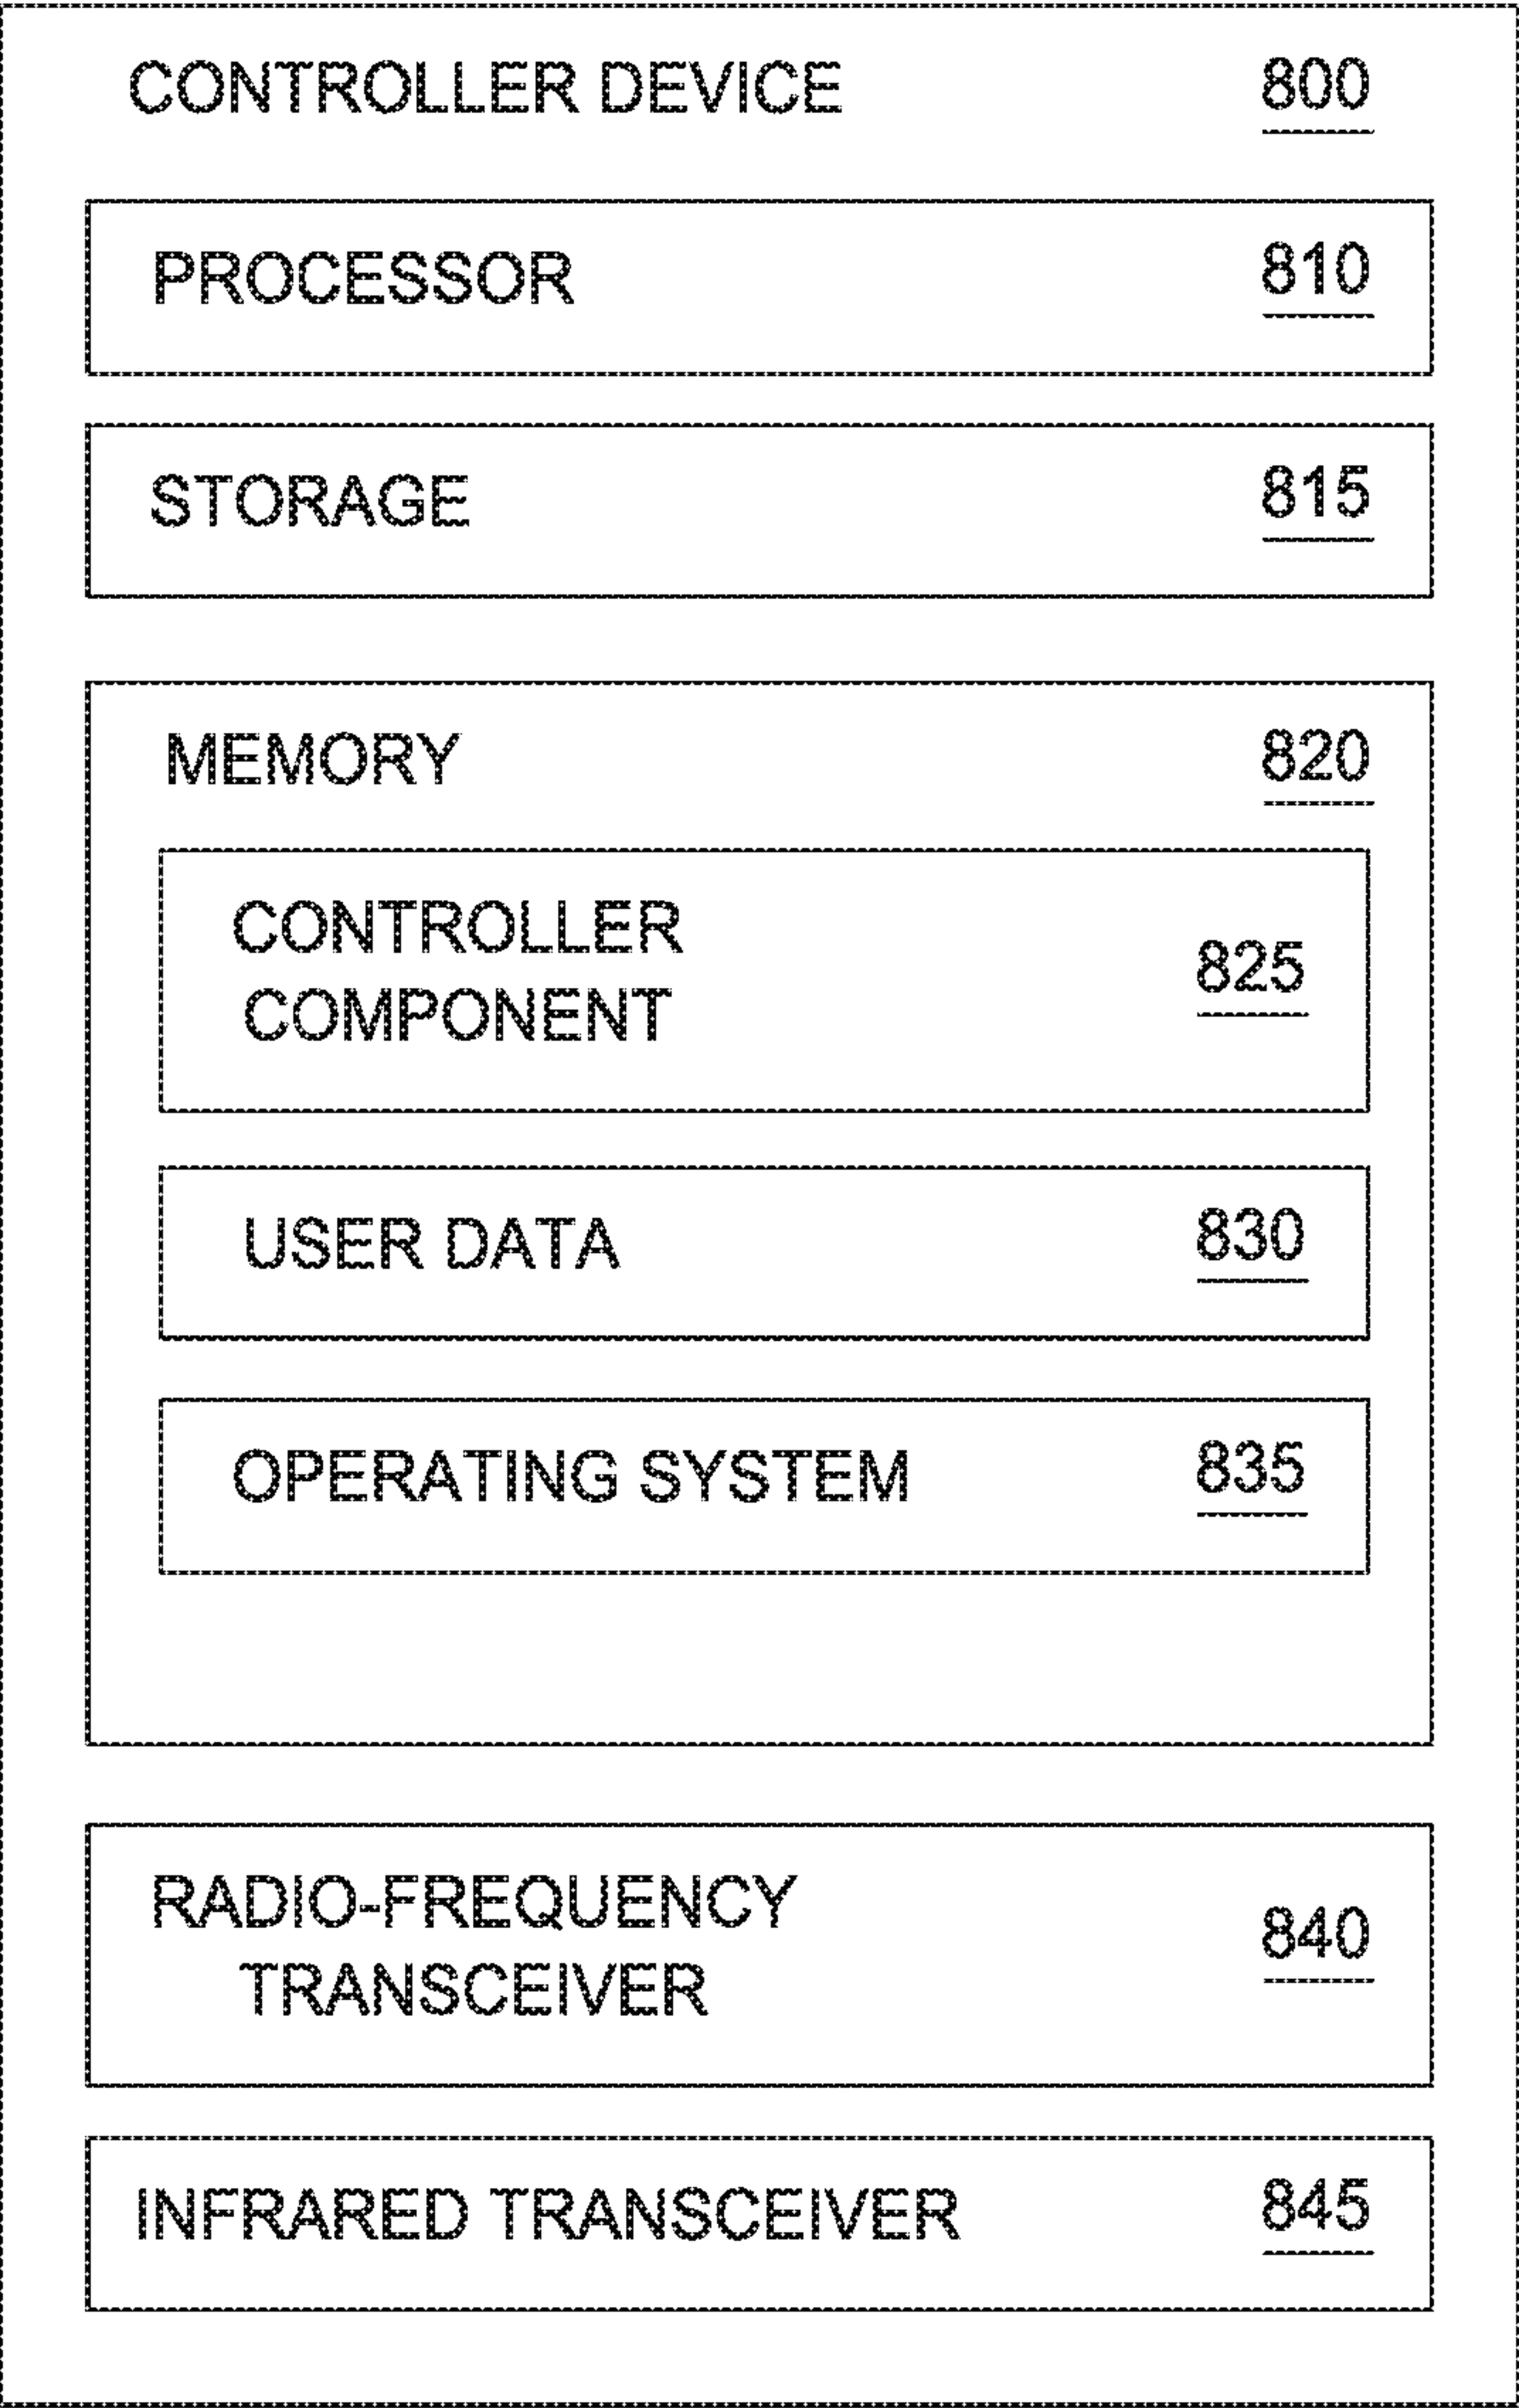 CONTROLLER DEVICE 800
PROCESSOR 810
STORAGE 815
MEMORY 820
CONTROLLER
COMPONENT 825
USER DATA 830
OPERATING SYSTEM 835
RADIO-FREQUENCY
TRANSCEIVER 840
INFRARED TRANSCEIVER 845